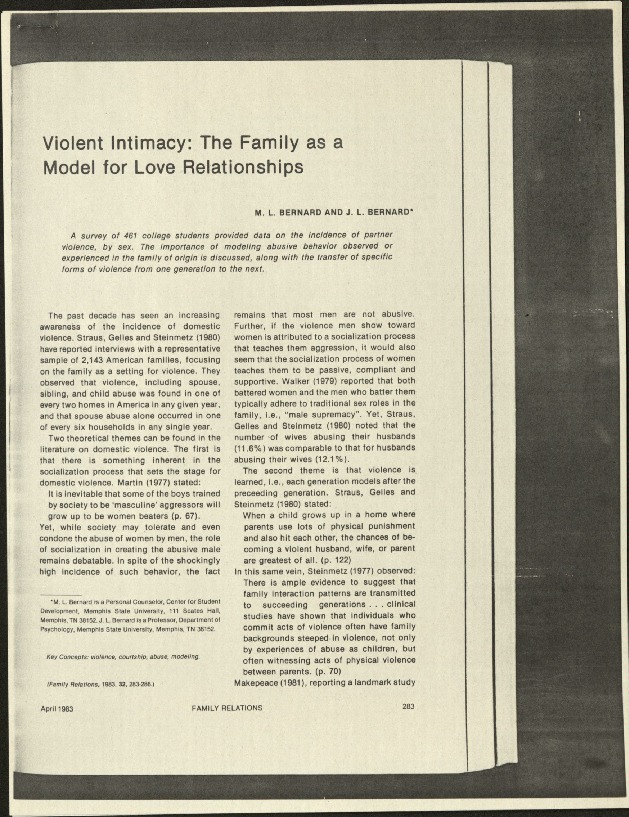 Violent Intimacy: The Family as a
Model for Love Relationships
M. L. BERNARD AND J. L. BERNARD*
A survey of 461 college students provided data on the incidence of partner
violence, by sex. The importance of modeling abusive behavior observed or
experienced in the family of origin is discussed, along with the transfer of specific
forms of violence from one generation to the next.
The past decade has seen an increasing
awareness of the incidence of domestic
violence. Straus, Gelles and Steinmetz (1980)
have reported interviews with a representative
sample of 2,143 American families, focusing
on the family as a setting for violence. They
observed that violence, including spouse,
sibling, and child abuse was found in one of
every two homes in America in any given year,
and that spouse abuse alone occurred in one
of every six households in any single year.
Two theoretical themes can be found in the
literature on domestic violence. The first is
that there is something inherent in the
socialization process that sets the stage for
domestic violence. Martin (1977) stated:
It is inevitable that some of the boys trained
by society to be 'masculine' aggressors will
grow up to be women beaters (p. 67).
Yet, while society may tolerate and even
condone the abuse of women by men, the role
of socialization in creating the abusive male
remains debatable. In spite of the shockingly
high incidence of such behavior, the fact
*M. L. Bernard is a Personal Counselor, Center for Student
Development, Memphis State University, 111 Scates Hall,
Memphis, TN 38152. J. L. Bernard is a Professor, Department of
Psychology, Memphis State University, Memphis, TN 38152.
Key Concepts: violence, courtship, abuse, modeling.
(Family Relations, 1983, 32, 283-286.)
remains that most men are not abusive.
Further, if the violence men show toward
women is attributed to a socialization process
that teaches them aggression, it would also
seem that the socialization process of women
teaches them to be passive, compliant and
supportive. Walker (1979) reported that both
battered women and the men who batter them
typically adhere to traditional sex roles in the
family, i.e., "male supremacy". Yet, Straus,
Gelles and Steinmetz (1980) noted that the
number of wives abusing their husbands
(11.6%) was comparable to that for husbands
abusing their wives (12.1%).
The second theme is that violence is
learned, i.e., each generation models after the
preceeding generation. Straus, Gelles and
Steinmetz (1980) stated:
When a child grows up in a home where
parents use lots of physical punishment
and also hit each other, the chances of be-
coming a violent husband, wife, or parent
are greatest of all. (p. 122)
In this same vein, Steinmetz (1977) observed:
There is ample evidence to suggest that
family interaction patterns are transmitted
to succeeding generations . . . clinical
studies have shown that individuals who
commit acts of violence often have family
backgrounds steeped in violence, not only
by experiences of abuse as children, but
often witnessing acts of physical violence
between parents. (p. 70)
Makepeace (1981), reporting a landmark study
April 1983
FAMILY RELATIONS
283